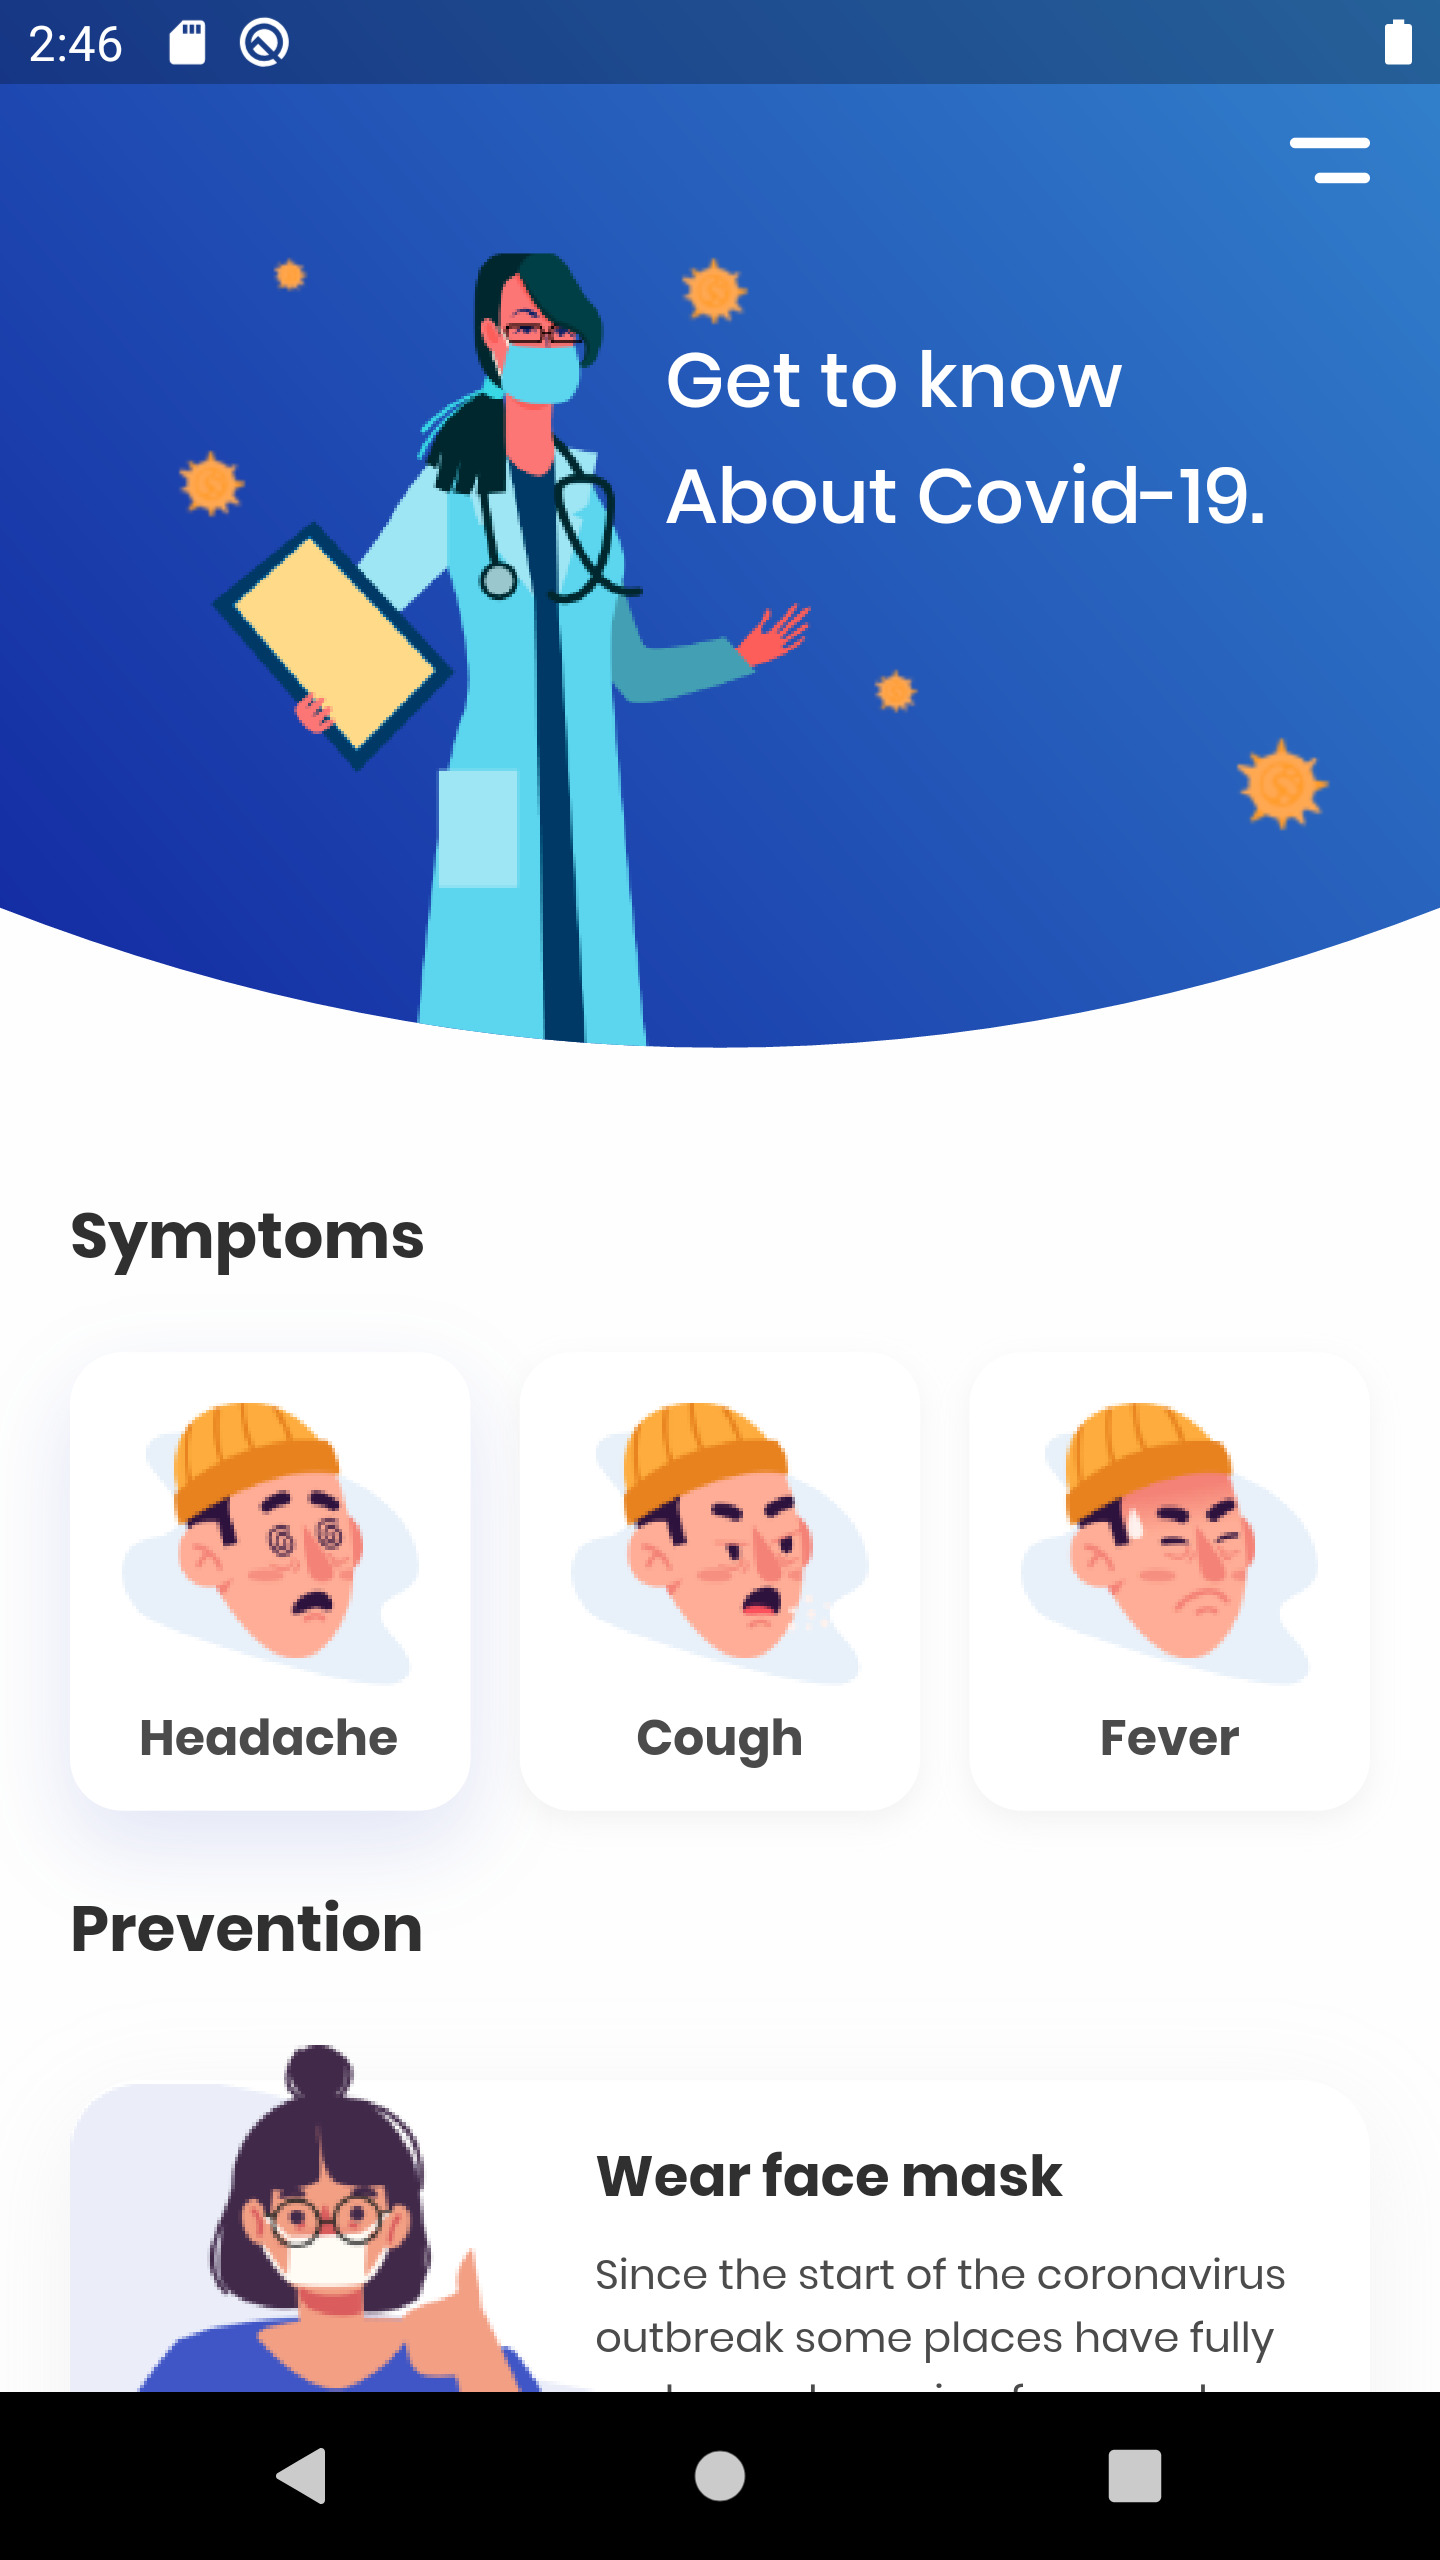 2:46
Get to know
About Covid-19.
Symptoms
Headache
Cough
Fever
Prevention
Wear face mask
Since the start of the coronavirus
outbreak some places have fully